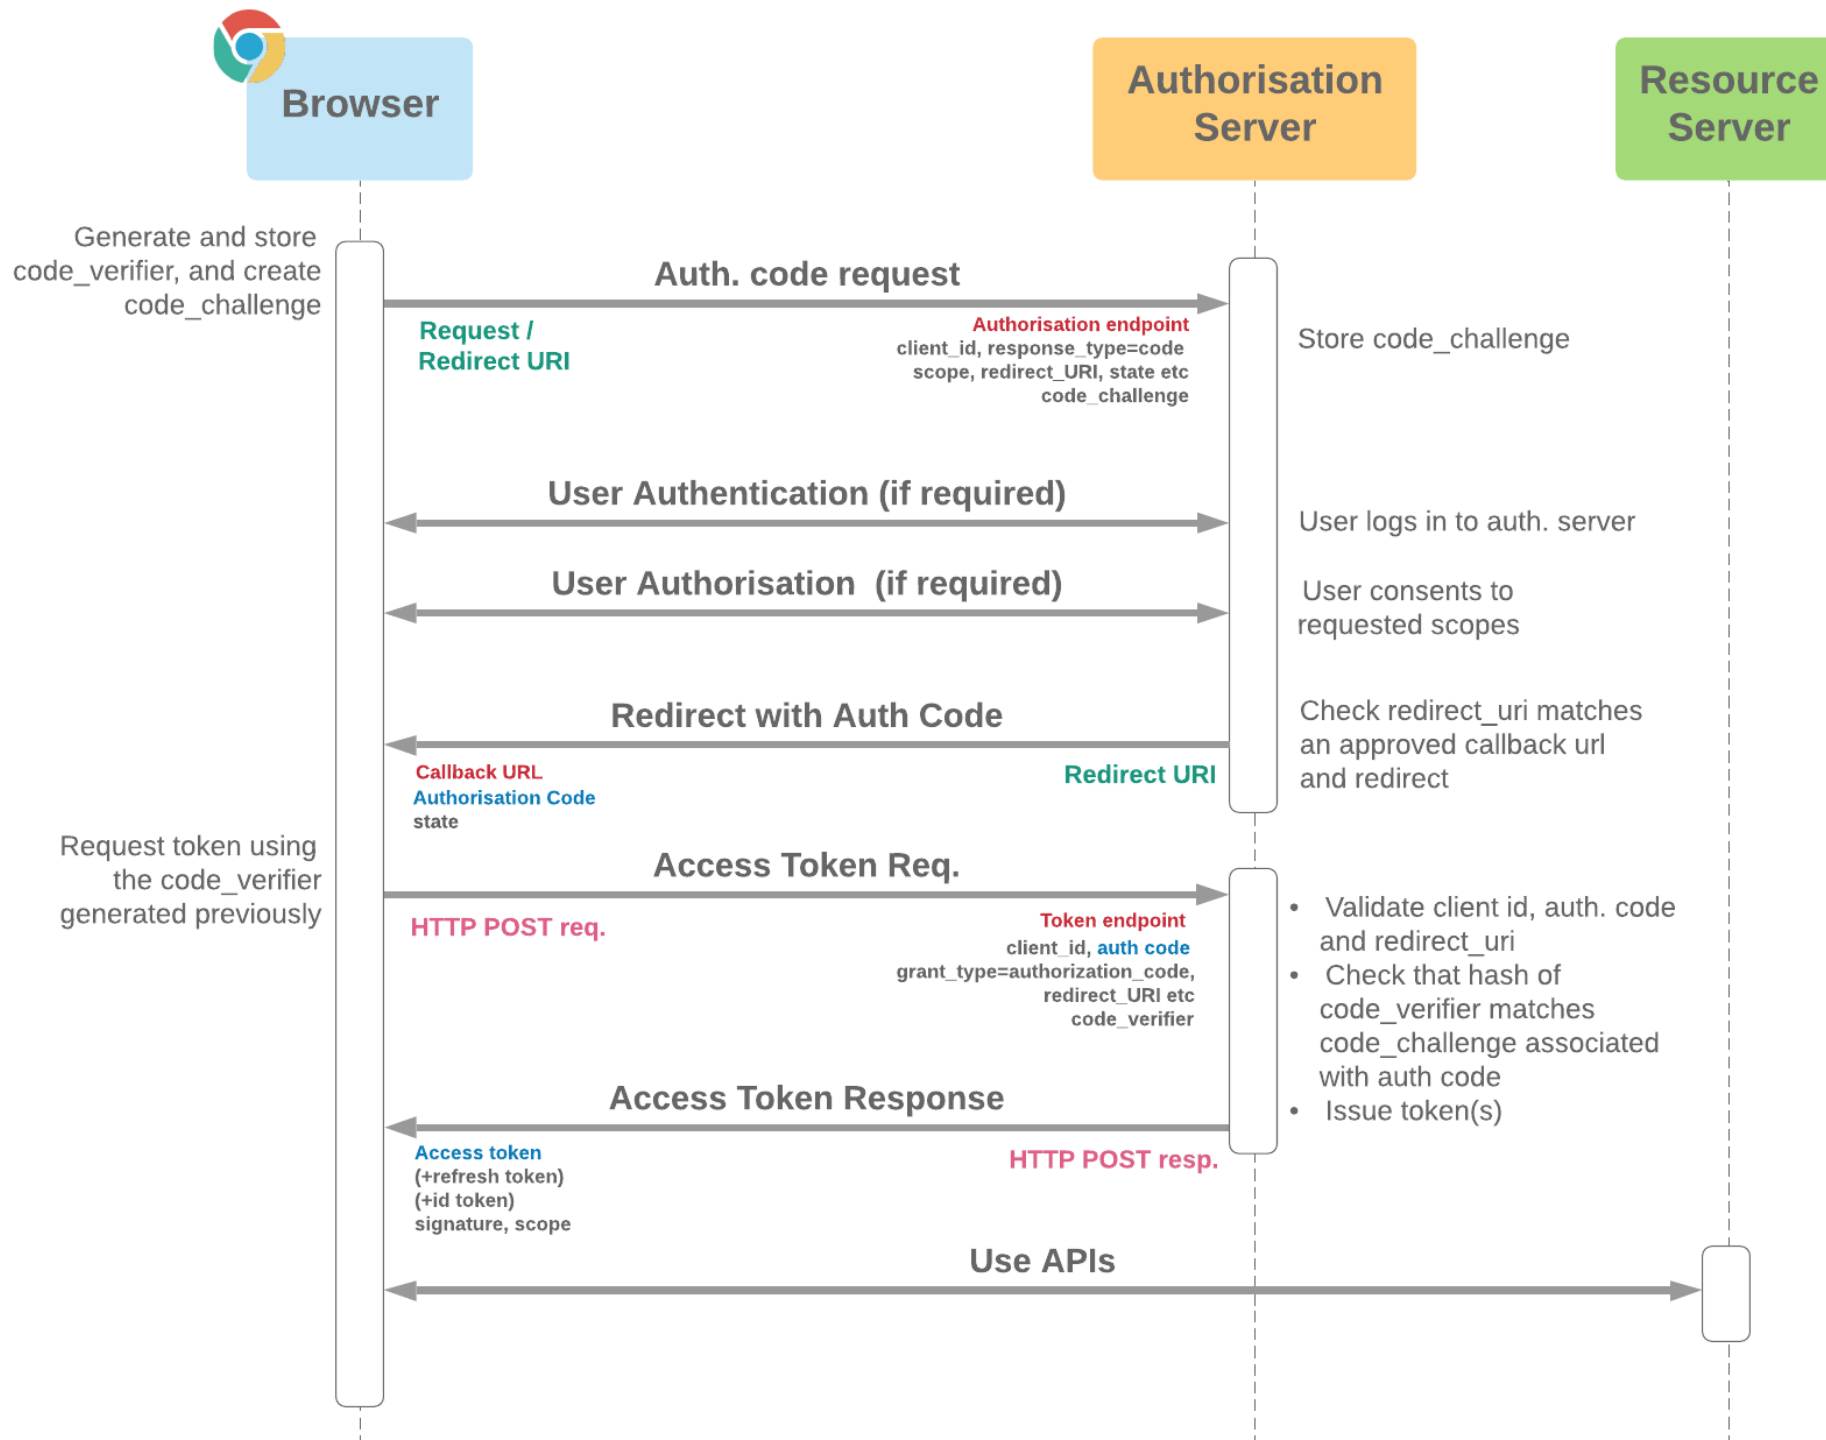 Browser
Authorisation
Server
Resource
Server
Generate and store
code_verifier, and create
code_challenge
Auth. code request
Request /
Redirect URI
Authorisation endpoint
client_id, response_type=code
scope, redirect_URI, state etc
code_challenge
Store code_challenge
User Authentication (if required)
User logs in to auth. server
User Authorisation  (if required)
User consents to
requested scopes
Redirect with Auth Code
Callback URL
Authorisation Code
state
Redirect URI
Check redirect_uri matches
an approved callback url
and redirect
Request token using
the code_verifier
generated previously
Access Token Req.
HTTP POST req.
Token endpoint
client_id, auth code
grant_type=authorization_code,
redirect_URI etc
code_verifier
• Validate client id, auth. code
and redirect_uri
• Check that hash of
code_verifier matches
code_challenge associated
with auth code
• Issue token(s)
Access Token Response
Access token
(+refresh token)
(+id token)
signature, scope
HTTP POST resp.
Use APIs